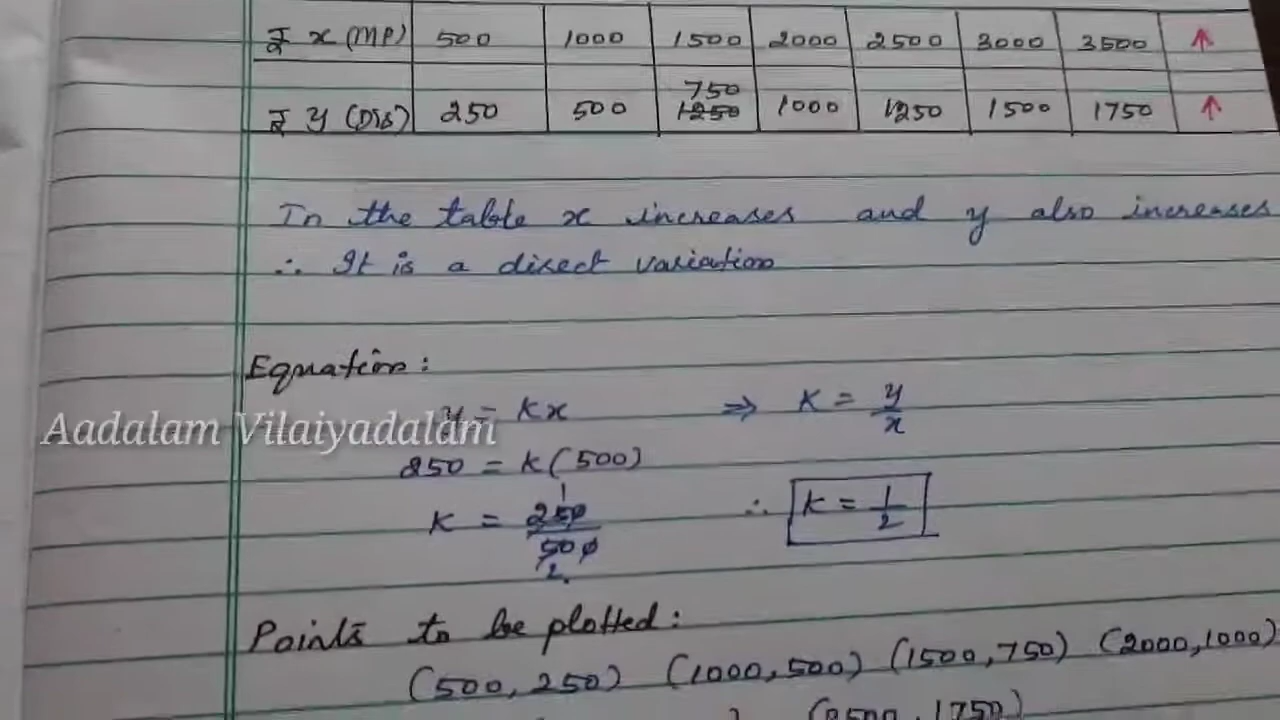 ₹ x (MP) 500 1000 1500 2000 2500 3000 3500 ↑
750
₹ y (Dis) 250 500 1250 1000 1250 1500 1750 ↑
In the table x increases and y also increases
∴ It is a direct variation
Equation:
y = kx ⇒ K = y/x
Aadalam Vilaiyadalam
250 = K(500)
1
K = 250/500 ∴ K = 1/2
2
Points to be plotted:
(500, 250) (1000, 500) (1500, 750) (2000, 1000)
1750)